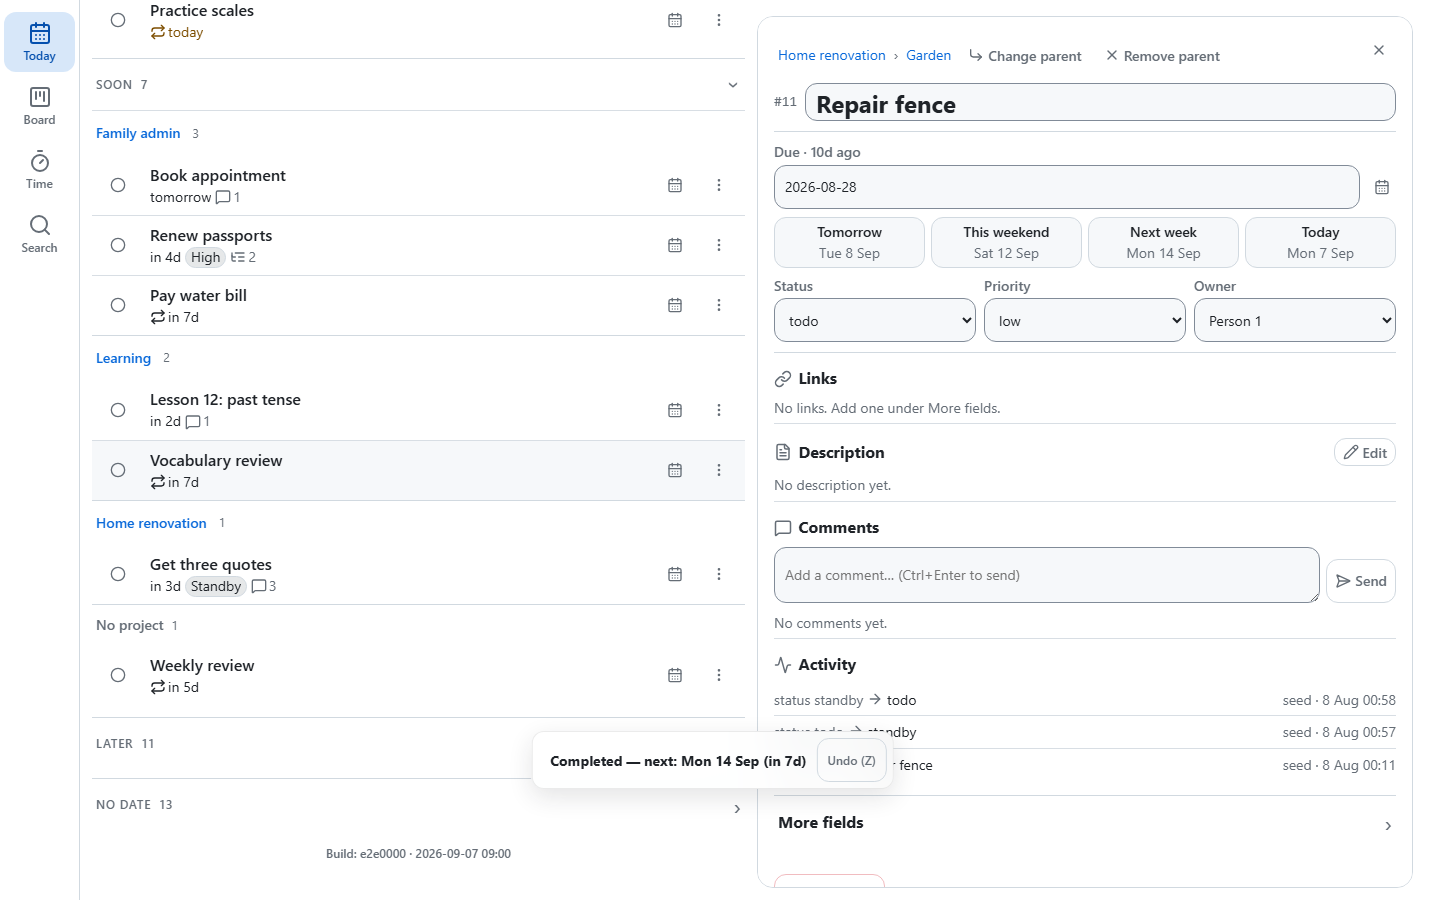 Today
Board
Time
Search
Practice scales
today
SOON 7
Family admin 3
Book appointment
tomorrow 1
Renew passports
in 4d High 2
Pay water bill
in 7d
Learning 2
Lesson 12: past tense
in 2d 1
Vocabulary review
in 7d
Home renovation 1
Get three quotes
in 3d Standby 3
No project 1
Weekly review
in 5d
LATER 11
NO DATE 13
Build: e2e0000 · 2026-09-07 09:00
Completed — next: Mon 14 Sep (in 7d) Undo (Z)
Home renovation › Garden Change parent Remove parent
#11 Repair fence
Due · 10d ago
2026-08-28
Tomorrow This weekend Next week Today
Tue 8 Sep Sat 12 Sep Mon 14 Sep Mon 7 Sep
Status Priority Owner
todo low Person 1
Links
No links. Add one under More fields.
Description Edit
No description yet.
Comments
Add a comment... (Ctrl+Enter to send) Send
No comments yet.
Activity
status standby → todo seed · 8 Aug 00:58
status todo → standby seed · 8 Aug 00:57
fence seed · 8 Aug 00:11
More fields